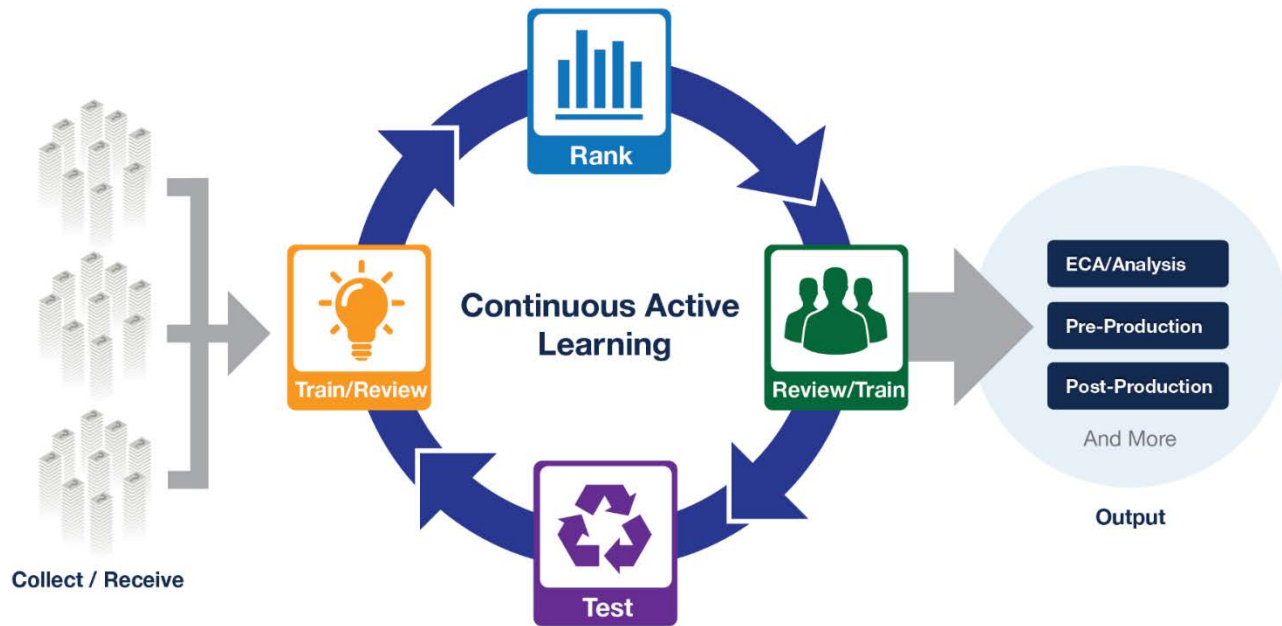 Rank
Continuous Active
Learning
Train/Review
Review/Train
Test
Collect / Receive
ECA/Analysis
Pre-Production
Post-Production
And More
Output